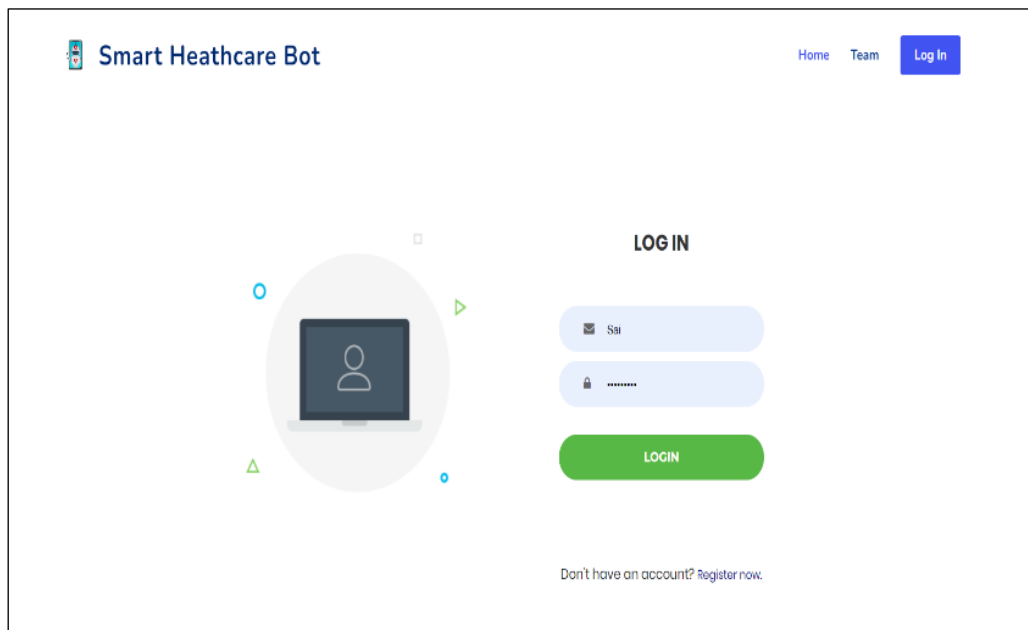 Smart Heathcare Bot
Home Team Log In
LOG IN
Sai
•••••••••
LOGIN
Don't have an account? Register now.